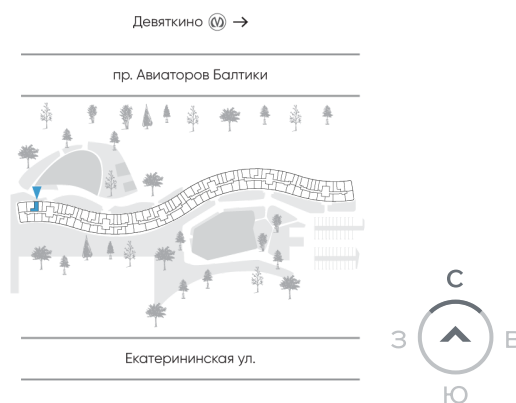 Девяткино М →
пр. Авиаторов Балтики
Екатерининская ул.
С
З
Ю